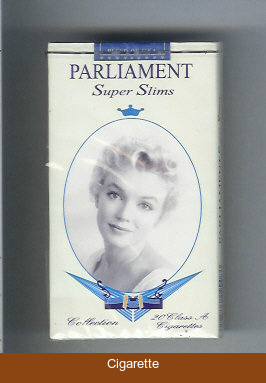 PARLIAMENT
Super Slims
Collection
20 Class A
Cigarettes
Cigarette